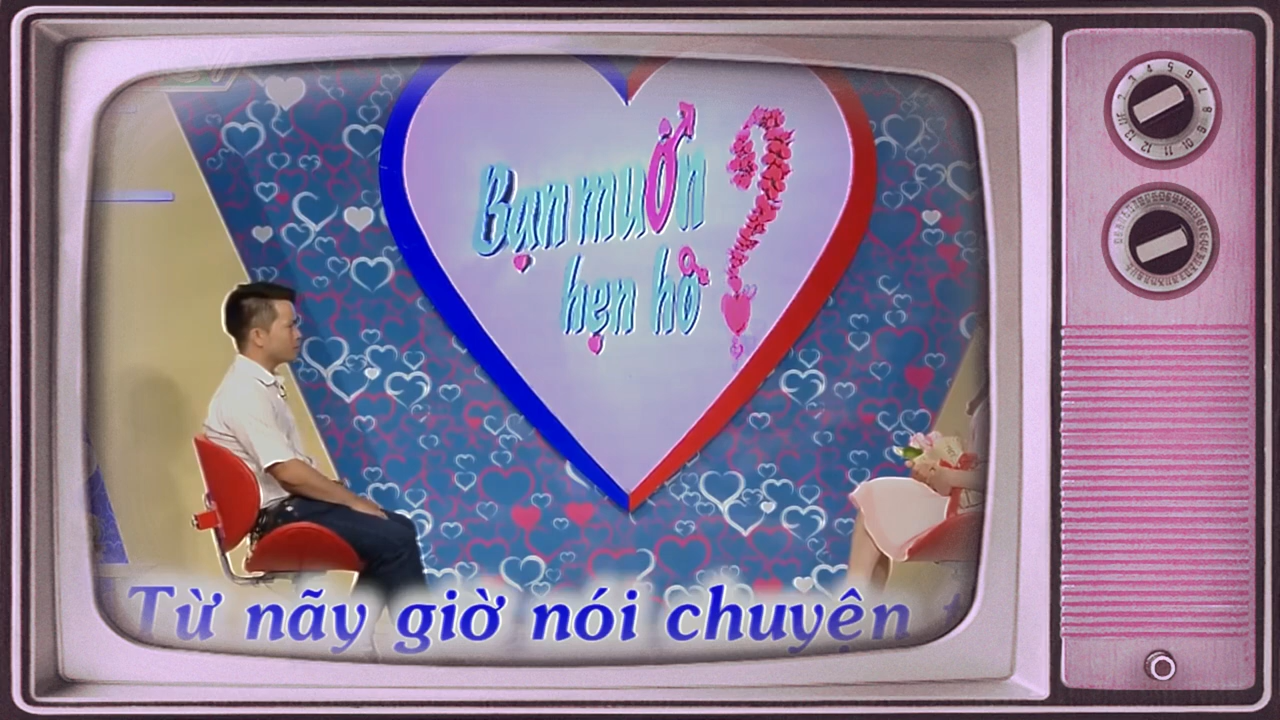 Bạn muốn
hẹn hò ?
Từ nãy giờ nói chuyện